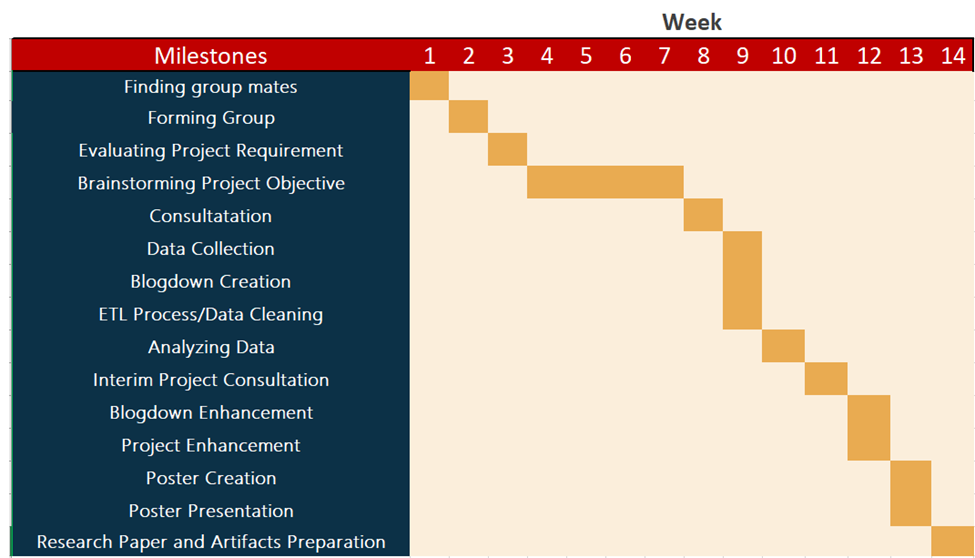 Week
Milestones 1 2 3 4 5 6 7 8 9 10 11 12 13 14
Finding group mates
Forming Group
Evaluating Project Requirement
Brainstorming Project Objective
Consultatation
Data Collection
Blogdown Creation
ETL Process/Data Cleaning
Analyzing Data
Interim Project Consultation
Blogdown Enhancement
Project Enhancement
Poster Creation
Poster Presentation
Research Paper and Artifacts Preparation